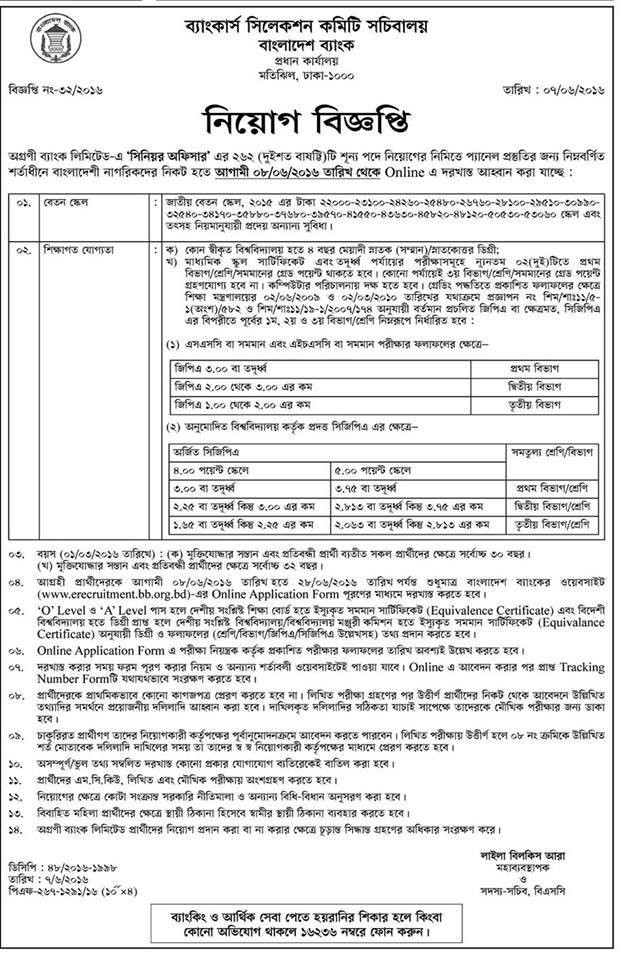 ব্যাংকার্স সিলেকশন কমিটি সচিবালয়
বাংলাদেশ ব্যাংক
প্রধান কার্যালয়
মতিঝিল, ঢাকা-১০০০
বিজ্ঞপ্তি নং-৩২/২০১৬
তারিখ : ০৭/০৬/২০১৬
নিয়োগ বিজ্ঞপ্তি
অগ্রণী ব্যাংক লিমিটেড-এ ‘সিনিয়র অফিসার’ এর ২৬২ (দুইশত বাষট্টি)টি শূন্য পদে নিয়োগের নিমিত্তে প্যানেল প্রস্তুতির জন্য নিম্নবর্ণিত
শর্তাধীনে বাংলাদেশী নাগরিকদের নিকট হতে আগামী ০৮/০৬/২০১৬ তারিখ থেকে Online এ দরখাস্ত আহ্বান করা যাচ্ছে :
০১. বেতন স্কেল : জাতীয় বেতন স্কেল, ২০১৫ এর টাঃ ২২০০০-২৩১০০-২৪২৬০-২৫৪৮০-২৬৭৬০-২৮১০০-২৯৫১০-৩০৯৯০-
৩২৫৪০-৩৪১৭০-৩৫৮৮০-৩৭৬৮০-৩৯৫৭০-৪১৫৫০-৪৩৬৩০-৪৫৮২০-৪৮১২০-৫০৫৩০-৫৩০৬০ স্কেল এবং
তৎসহ নিয়মানুযায়ী প্রদেয় অন্যান্য সুবিধা।
০২. শিক্ষাগত যোগ্যতা : ক) কোন স্বীকৃত বিশ্ববিদ্যালয় হতে ৪ বছর মেয়াদী স্নাতক (সম্মান)/স্নাতকোত্তর ডিগ্রী;
খ) মাধ্যমিক স্কুল সার্টিফিকেট এবং তদূর্ধ্ব পর্যায়ের পরীক্ষাসমূহে ন্যূনতম ০২(দুই)টিতে প্রথম
বিভাগ/শ্রেণি/সমমানের গ্রেড পয়েন্ট থাকতে হবে। কোনো পর্যায়েই ৩য় বিভাগ/শ্রেণি/সমমানের গ্রেড পয়েন্ট
গ্রহণযোগ্য হবে না। কম্পিউটার পরিচালনায় দক্ষ হতে হবে। গ্রেডিং পদ্ধতিতে প্রকাশিত ফলাফলের ক্ষেত্রে
শিক্ষা মন্ত্রণালয়ের ০২/০৬/২০০৯ ও ০২/০৩/২০১০ তারিখের যথাক্রমে প্রজ্ঞাপন নং শিম/শাঃ১১/৫-
১(অংশ)/৫৮২ ও শিম/শাঃ১১/১৯-১/২০০৭/১৭৪ অনুযায়ী বর্তমান প্রচলিত জিপিএ বা ক্ষেত্রমত, সিজিপিএ
এর বিপরীতে পূর্বের ১ম, ২য় ও ৩য় বিভাগ/শ্রেণি নিম্নরূপে নির্ধারিত হবে :
(১) এসএসসি বা সমমান এবং এইচএসসি বা সমমান পরীক্ষার ফলাফলের ক্ষেত্রে–
জিপিএ ৩.০০ বা তদূর্ধ্ব প্রথম বিভাগ
জিপিএ ২.০০ থেকে ৩.০০ এর কম দ্বিতীয় বিভাগ
জিপিএ ১.০০ থেকে ২.০০ এর কম তৃতীয় বিভাগ
(২) অনুমোদিত বিশ্ববিদ্যালয় কর্তৃক প্রদত্ত সিজিপিএ এর ক্ষেত্রে–
অর্জিত সিজিপিএ সমতুল্য শ্রেণি/বিভাগ
৪.০০ পয়েন্ট স্কেলে ৫.০০ পয়েন্ট স্কেলে
৩.০০ বা তদূর্ধ্ব ৩.৭৫ বা তদূর্ধ্ব প্রথম বিভাগ/শ্রেণি
২.২৫ বা তদূর্ধ্ব কিন্তু ৩.০০ এর কম ২.৮১৩ বা তদূর্ধ্ব কিন্তু ৩.৭৫ এর কম দ্বিতীয় বিভাগ/শ্রেণি
১.৬৫ বা তদূর্ধ্ব কিন্তু ২.২৫ এর কম ২.০৬৩ বা তদূর্ধ্ব কিন্তু ২.৮১৩ এর কম তৃতীয় বিভাগ/শ্রেণি
০৩. বয়স (০১/০৩/২০১৬ তারিখে) : (ক) মুক্তিযোদ্ধার সন্তান এবং প্রতিবন্ধী প্রার্থী ব্যতীত সকল প্রার্থীদের ক্ষেত্রে সর্বোচ্চ ৩০ বছর।
(খ) মুক্তিযোদ্ধার সন্তান এবং প্রতিবন্ধী প্রার্থীদের ক্ষেত্রে সর্বোচ্চ ৩২ বছর।
০৪. আগ্রহী প্রার্থীদেরকে আগামী ০৮/০৬/২০১৬ তারিখ হতে ২৮/০৬/২০১৬ তারিখ পর্যন্ত শুধুমাত্র বাংলাদেশ ব্যাংকের ওয়েবসাইট
(www.erecruitment.bb.org.bd)-এর Online Application Form পূরণের মাধ্যমে দরখাস্ত করতে হবে।
০৫. ‘O’ Level ও ‘A’ Level পাস হলে দেশীয় সংশ্লিষ্ট শিক্ষা বোর্ড হতে ইস্যুকৃত সমমান সার্টিফিকেট (Equivalence Certificate) এবং বিদেশী
বিশ্ববিদ্যালয় হতে ডিগ্রী প্রাপ্ত হলে দেশীয় সংশ্লিষ্ট বিশ্ববিদ্যালয়/বিশ্ববিদ্যালয় মঞ্জুরী কমিশন হতে ইস্যুকৃত সমমান সার্টিফিকেট (Equivalance
Certificate) অনুযায়ী ডিগ্রী ও ফলাফলের (শ্রেণি/বিভাগ/জিপিএ/সিজিপিএ উল্লেখসহ) তথ্য প্রদান করতে হবে।
০৬. Online Application Form এ পরীক্ষা নিয়ন্ত্রক কর্তৃক প্রকাশিত পরীক্ষার ফলাফলের তারিখ অবশ্যই উল্লেখ করতে হবে।
০৭. দরখাস্ত করার সময় ফরম পূরণ করার নিয়ম ও অন্যান্য শর্তাবলী ওয়েবসাইটেই পাওয়া যাবে। Online এ আবেদন করার পর প্রাপ্ত Tracking
Number Formটি যথাযথভাবে সংরক্ষণ করতে হবে।
০৮. প্রার্থীদেরকে প্রাথমিকভাবে কোনো কাগজপত্র প্রেরণ করতে হবে না। লিখিত পরীক্ষা গ্রহণের পর উত্তীর্ণ প্রার্থীদের নিকট থেকে আবেদনে উল্লিখিত
তথ্যাদির সমর্থনে প্রয়োজনীয় দলিলাদি আহ্বান করা হবে। দাখিলকৃত দলিলাদির সঠিকতা যাচাই সাপেক্ষে তাদেরকে মৌখিক পরীক্ষার জন্য ডাকা
হবে।
০৯. চাকুরিরত প্রার্থীগণ তাদের নিয়োগকারী কর্তৃপক্ষের পূর্বানুমোদনক্রমে আবেদন করতে পারবেন। লিখিত পরীক্ষায় উত্তীর্ণ হলে ০৮ নং ক্রমিকে উল্লিখিত
শর্ত মোতাবেক দলিলাদি দাখিলের সময় তা তাদের স্ব স্ব নিয়োগকারী কর্তৃপক্ষের মাধ্যমে প্রেরণ করতে হবে।
১০. অসম্পূর্ণ/ভুল তথ্য সম্বলিত দরখাস্ত কোনো প্রকার যোগাযোগ ব্যতিরেকেই বাতিল করা হবে।
১১. প্রার্থীদের এম.সি.কিউ, লিখিত এবং মৌখিক পরীক্ষায় অংশগ্রহণ করতে হবে।
১২. নিয়োগের ক্ষেত্রে কোটা সংক্রান্ত সরকারি নীতিমালা ও অন্যান্য বিধি-বিধান অনুসরণ করা হবে।
১৩. বিবাহিত মহিলা প্রার্থীদের ক্ষেত্রে স্থায়ী ঠিকানা হিসেবে স্বামীর স্থায়ী ঠিকানা ব্যবহার করতে হবে।
১৪. অগ্রণী ব্যাংক লিমিটেড প্রার্থীদের নিয়োগ প্রদান করা বা না করার ক্ষেত্রে চূড়ান্ত সিদ্ধান্ত গ্রহণের অধিকার সংরক্ষণ করে।
লাইলা বিলকিস আরা
মহাব্যবস্থাপক
ও
সদস্য-সচিব, বিএসসি
ডিসিপি : ৪৮/২০১৬-১৯৯৮
তারিখ : ৭/৬/২০১৬
পিএফ-২৬৭-১২৯১/১৬ (১০˝×৪)
ব্যাংকিং ও আর্থিক সেবা পেতে হয়রানির শিকার হলে কিংবা
কোনো অভিযোগ থাকলে ১৬২৩৬ নম্বরে ফোন করুন।